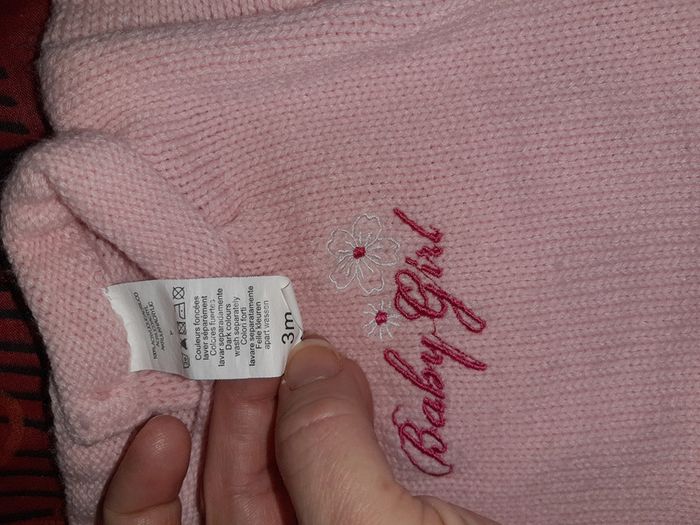 Baby Girl
3m
Couleurs foncées
laver séparément
Colores fuertes
lavar separadamente
Dark colours
wash separately
Colori forti
lavare separatamente
Felle kleuren
apart wassen